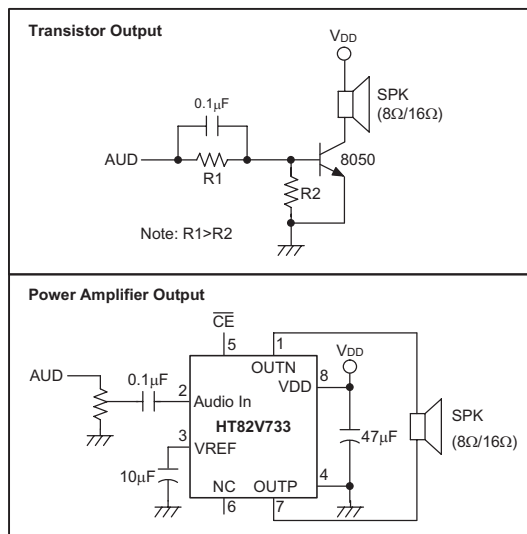 Transistor Output
VDD
SPK
(8Ω/16Ω)
0.1μF
AUD
R1
8050
R2
Note: R1>R2
Power Amplifier Output
CE
5
1
OUTN
VDD
AUD
0.1μF
2
Audio In
VDD
8
HT82V733
SPK
(8Ω/16Ω)
3
VREF
47μF
10μF
4
NC
OUTP
6
7